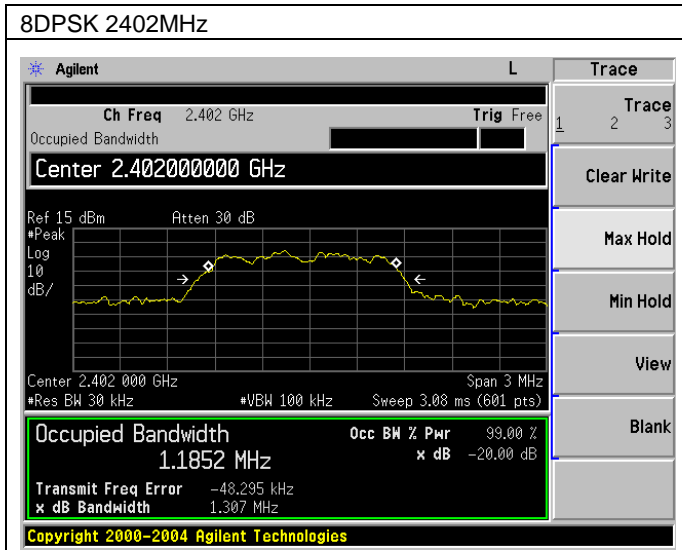 8DPSK 2402MHz
Agilent L Trace
Ch Freq 2.402 GHz Trig Free
Occupied Bandwidth
Center 2.402000000 GHz
Trace
1 2 3
Clear Write
Max Hold
Min Hold
View
Blank
Ref 15 dBm Atten 30 dB
#Peak
Log
10
dB/
Center 2.402 000 GHz Span 3 MHz
#Res BW 30 kHz #VBW 100 kHz Sweep 3.08 ms (601 pts)
Occupied Bandwidth Occ BW % Pwr 99.00 %
1.1852 MHz x dB -20.00 dB
Transmit Freq Error -48.295 kHz
x dB Bandwidth 1.307 MHz
Copyright 2000-2004 Agilent Technologies